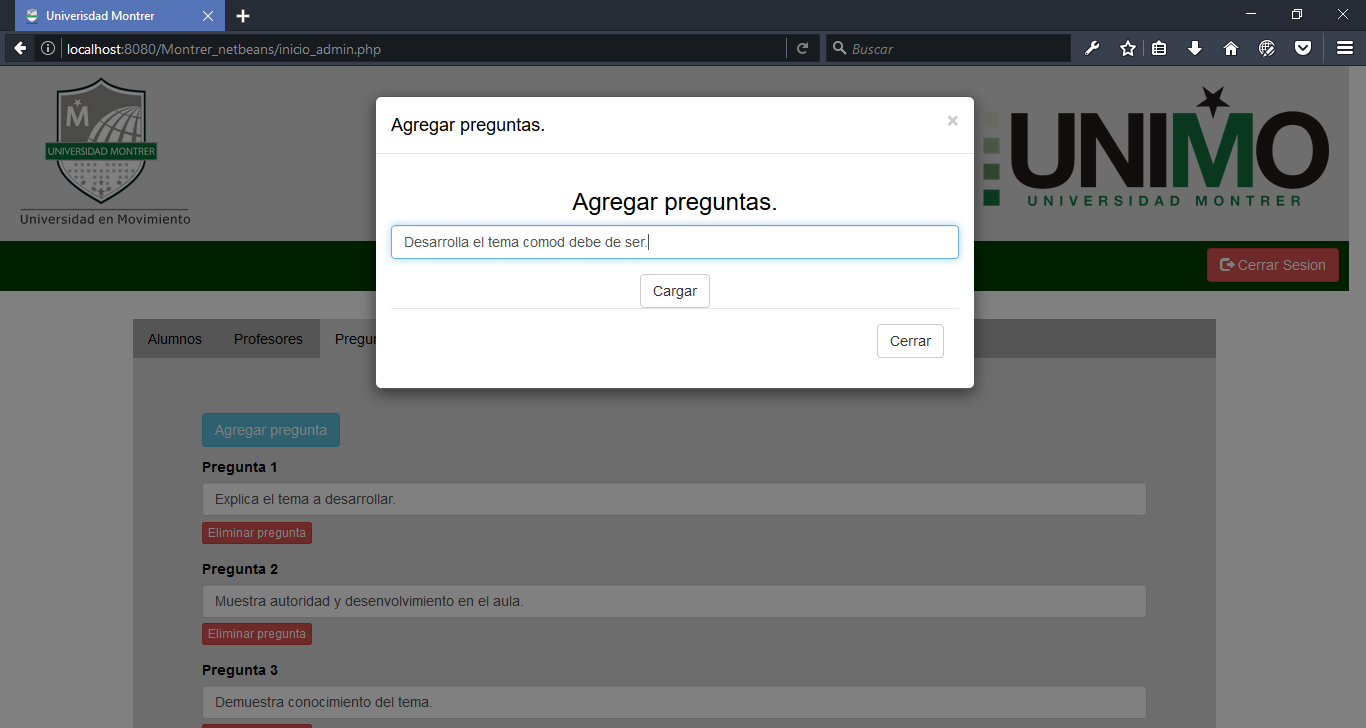 Univerisdad Montrer
localhost:8080/Montrer_netbeans/inicio_admin.php
Buscar
M
UNIVERSIDAD MONTRER
Universidad en Movimiento
Agregar preguntas.
×
UNIMO
UNIVERSIDAD MONTRER
Agregar preguntas.
Desarrolla el tema comod debe de ser.
Cargar
Cerrar
Cerrar Sesion
Alumnos Profesores Pregun
Agregar pregunta
Pregunta 1
Explica el tema a desarrollar.
Eliminar pregunta
Pregunta 2
Muestra autoridad y desenvolvimiento en el aula.
Eliminar pregunta
Pregunta 3
Demuestra conocimiento del tema.